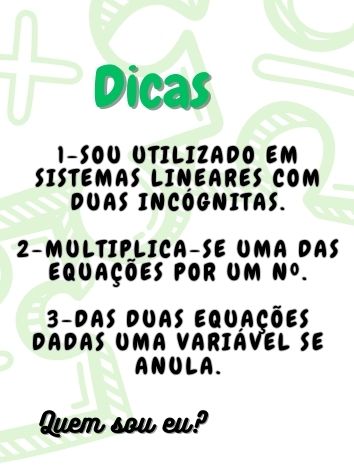 Dicas
1-SOU UTILIZADO EM
SISTEMAS LINEARES COM
DUAS INCÓGNITAS.
2-MULTIPLICA-SE UMA DAS
EQUAÇÕES POR UM Nº.
3-DAS DUAS EQUAÇÕES
DADAS UMA VARIÁVEL SE
ANULA.
Quem sou eu?